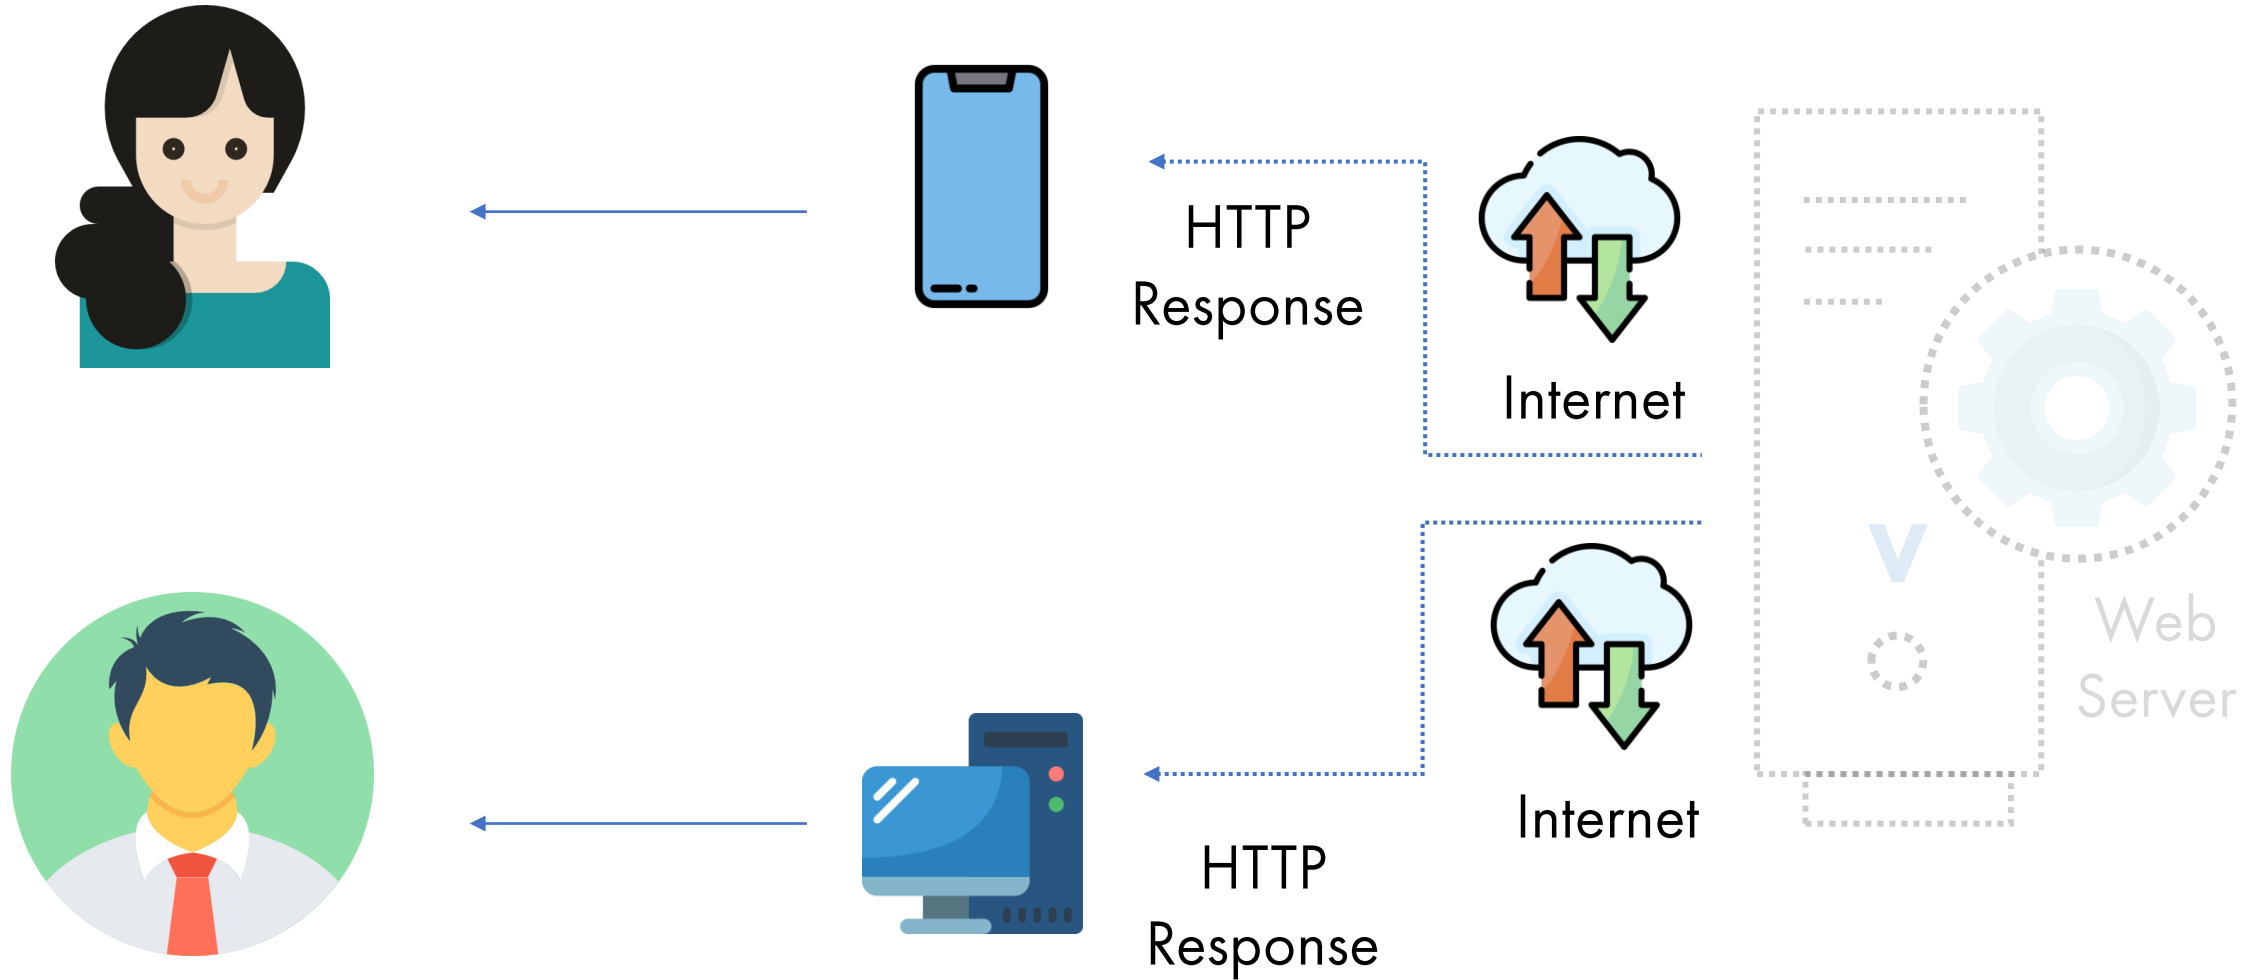 HTTP
Response
Internet
Web
Server
Internet
HTTP
Response